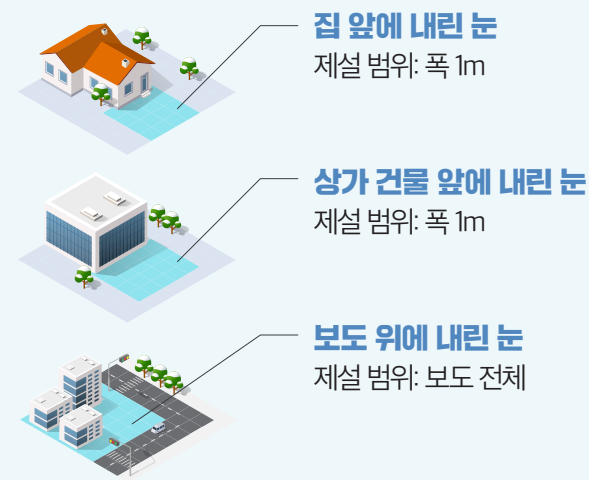 집 앞에 내린 눈
제설 범위: 폭 1m
상가 건물 앞에 내린 눈
제설 범위: 폭 1m
보도 위에 내린 눈
제설 범위: 보도 전체